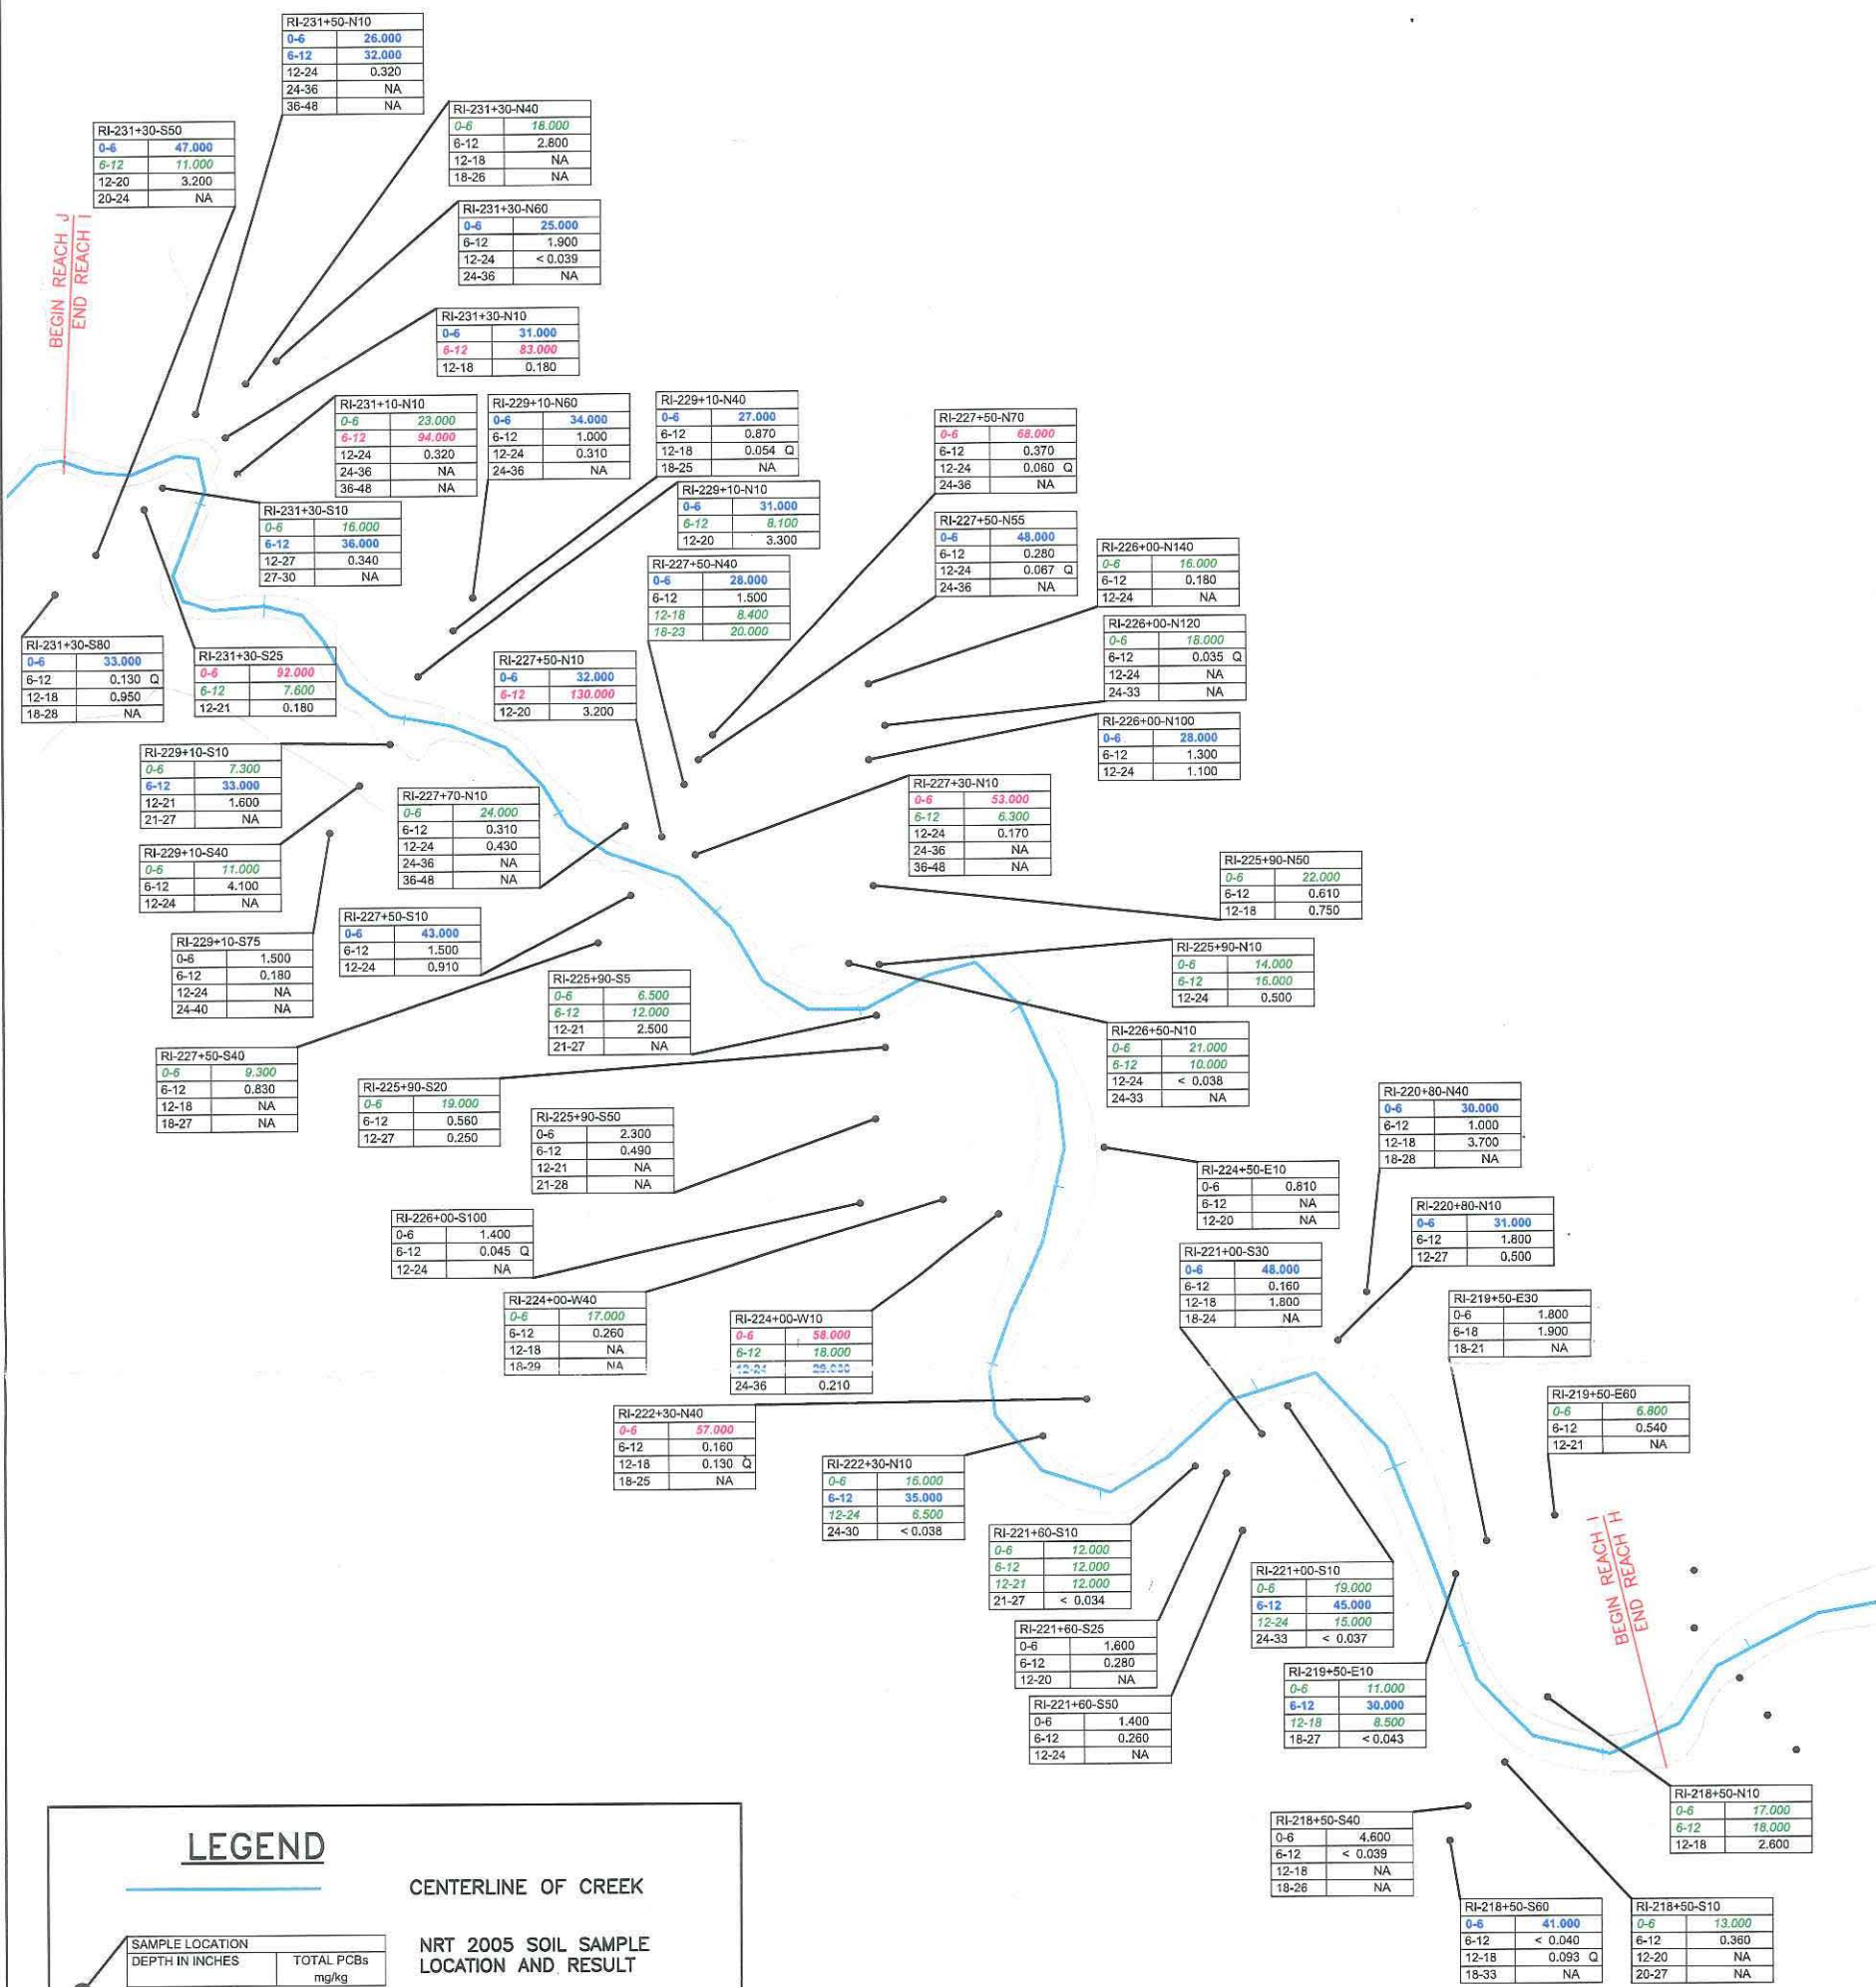 RI-231+50-N10
0-6 26.000
6-12 32.000
12-24 0.320
24-36 NA
36-48 NA
RI-231+30-N40
0-6 18.000
6-12 2.800
12-18 NA
18-26 NA
RI-231+30-S50
0-6 47.000
6-12 11.000
12-20 3.200
20-24 NA
RI-231+30-N60
0-6 25.000
6-12 1.900
12-24 < 0.039
24-36 NA
BEGIN REACH J
END REACH I
RI-231+30-N10
0-6 31.000
6-12 83.000
12-18 0.180
RI-231+10-N10
0-6 23.000
6-12 94.000
12-24 0.320
24-36 NA
36-48 NA
RI-229+10-N60
0-6 34.000
6-12 1.000
12-24 0.310
24-36 NA
RI-229+10-N40
0-6 27.000
6-12 0.870
12-18 0.054 Q
18-25 NA
RI-227+50-N70
0-6 68.000
6-12 0.370
12-24 0.060 Q
24-36 NA
RI-229+10-N10
0-6 31.000
6-12 8.100
12-20 3.300
RI-231+30-S10
0-6 16.000
6-12 36.000
12-27 0.340
27-30 NA
RI-227+50-N55
0-6 48.000
6-12 0.280
12-24 0.067 Q
24-36 NA
RI-226+00-N140
0-6 16.000
6-12 0.180
12-24 NA
RI-227+50-N40
0-6 28.000
6-12 1.500
12-18 8.400
18-23 20.000
RI-226+00-N120
0-6 18.000
6-12 0.035 Q
12-24 NA
24-33 NA
RI-231+30-S80
0-6 33.000
6-12 0.130 Q
12-18 0.950
18-28 NA
RI-231+30-S25
0-6 92.000
6-12 7.600
12-21 0.180
RI-227+50-N10
0-6 32.000
6-12 130.000
12-20 3.200
RI-226+00-N100
0-6 28.000
6-12 1.300
12-24 1.100
RI-229+10-S10
0-6 7.300
6-12 33.000
12-21 1.600
21-27 NA
RI-227+30-N10
0-6 53.000
6-12 6.300
12-24 0.170
24-36 NA
36-48 NA
RI-227+70-N10
0-6 24.000
6-12 0.310
12-24 0.430
24-36 NA
36-48 NA
RI-229+10-S40
0-6 11.000
6-12 4.100
12-24 NA
RI-225+90-N50
0-6 22.000
6-12 0.610
12-18 0.750
RI-227+50-S10
0-6 43.000
6-12 1.500
12-24 0.910
RI-229+10-S75
0-6 1.500
6-12 0.180
12-24 NA
24-40 NA
RI-225+90-N10
0-6 14.000
6-12 16.000
12-24 0.500
RI-225+90-S5
0-6 6.500
6-12 12.000
12-21 2.500
21-27 NA
RI-226+50-N10
0-6 21.000
6-12 10.000
12-24 < 0.038
24-33 NA
RI-227+50-S40
0-6 9.300
6-12 0.830
12-18 NA
18-27 NA
RI-225+90-S20
0-6 19.000
6-12 0.560
12-27 0.250
RI-220+80-N40
0-6 30.000
6-12 1.000
12-18 3.700
18-28 NA
RI-225+90-S50
0-6 2.300
6-12 0.490
12-21 NA
21-28 NA
RI-224+50-E10
0-6 0.810
6-12 NA
12-20 NA
RI-220+80-N10
0-6 31.000
6-12 1.800
12-27 0.500
RI-226+00-S100
0-6 1.400
6-12 0.045 Q
12-24 NA
RI-221+00-S30
0-6 48.000
6-12 0.160
12-18 1.800
18-24 NA
RI-224+00-W40
0-6 17.000
6-12 0.260
12-18 NA
18-29 NA
RI-219+50-E30
0-6 1.800
6-18 1.900
18-21 NA
RI-224+00-W10
0-6 58.000
6-12 18.000
12-24
24-36 0.210
RI-219+50-E60
0-6 6.800
6-12 0.540
12-21 NA
RI-222+30-N40
0-6 57.000
6-12 0.160
12-18 0.130 Q
18-25 NA
RI-222+30-N10
0-6 16.000
6-12 35.000
12-24 6.500
24-30 < 0.038
RI-221+60-S10
0-6 12.000
6-12 12.000
12-21 12.000
21-27 < 0.034
BEGIN REACH I
END REACH H
RI-221+00-S10
0-6 19.000
6-12 45.000
12-24 15.000
24-33 < 0.037
RI-221+60-S25
0-6 1.600
6-12 0.280
12-20 NA
RI-219+50-E10
0-6 11.000
6-12 30.000
12-18 8.500
18-27 < 0.043
RI-221+60-S50
0-6 1.400
6-12 0.260
12-24 NA
RI-218+50-N10
0-6 17.000
6-12 18.000
12-18 2.600
RI-218+50-S40
0-6 4.600
6-12 < 0.039
12-18 NA
18-26 NA
RI-218+50-S60
0-6 41.000
6-12 < 0.040
12-18 0.093 Q
18-33 NA
RI-218+50-S10
0-6 13.000
6-12 0.360
12-20 NA
20-27 NA
LEGEND
CENTERLINE OF CREEK
SAMPLE LOCATION
DEPTH IN INCHES TOTAL PCBs
mg/kg
NRT 2005 SOIL SAMPLE
LOCATION AND RESULT